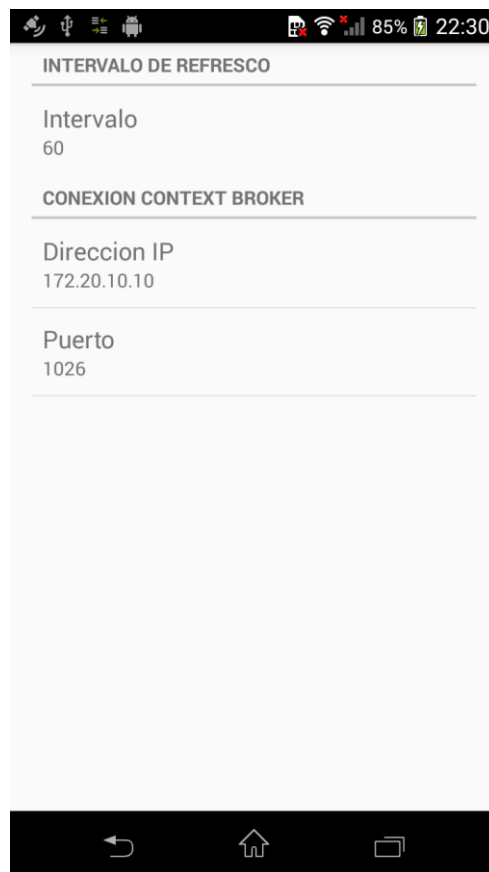 85% 22:30
INTERVALO DE REFRESCO
Intervalo
60
CONEXION CONTEXT BROKER
Direccion IP
172.20.10.10
Puerto
1026